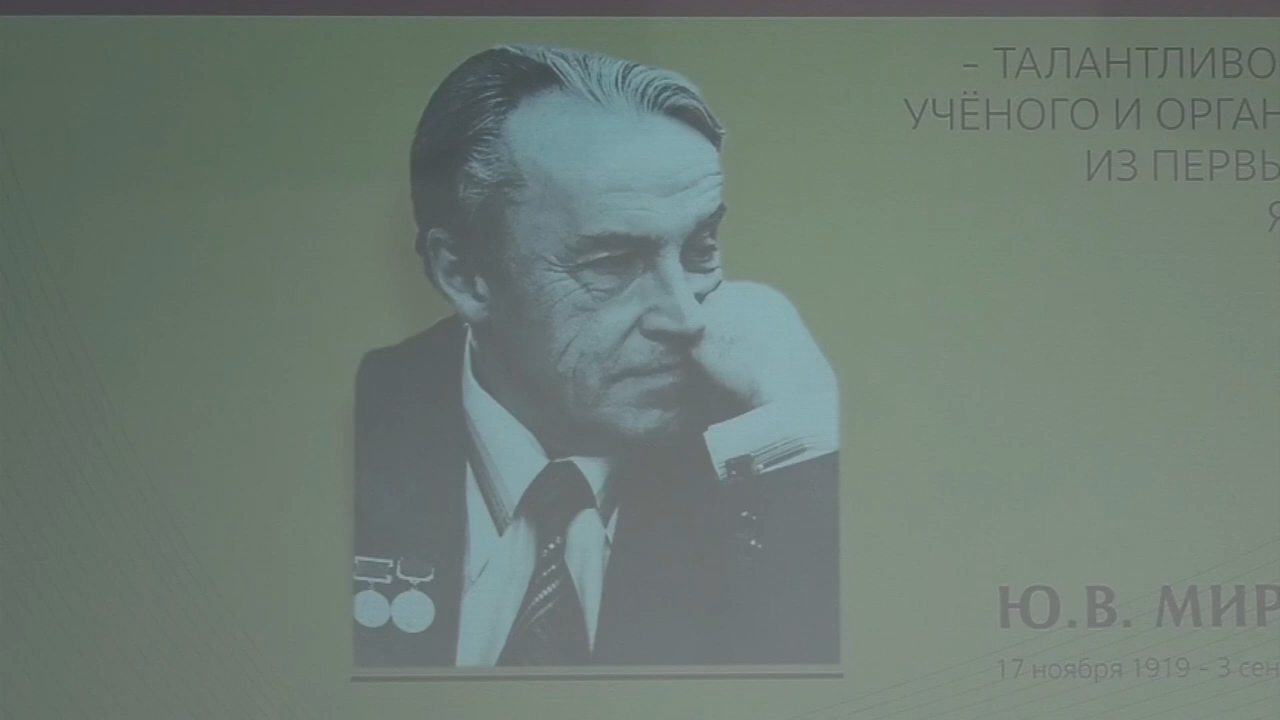 - ТАЛАНТЛИВО
УЧЁНОГО И ОРГАН
ИЗ ПЕРВЫ
Я
Ю.В. МИР
17 ноября 1919 - 3 сен